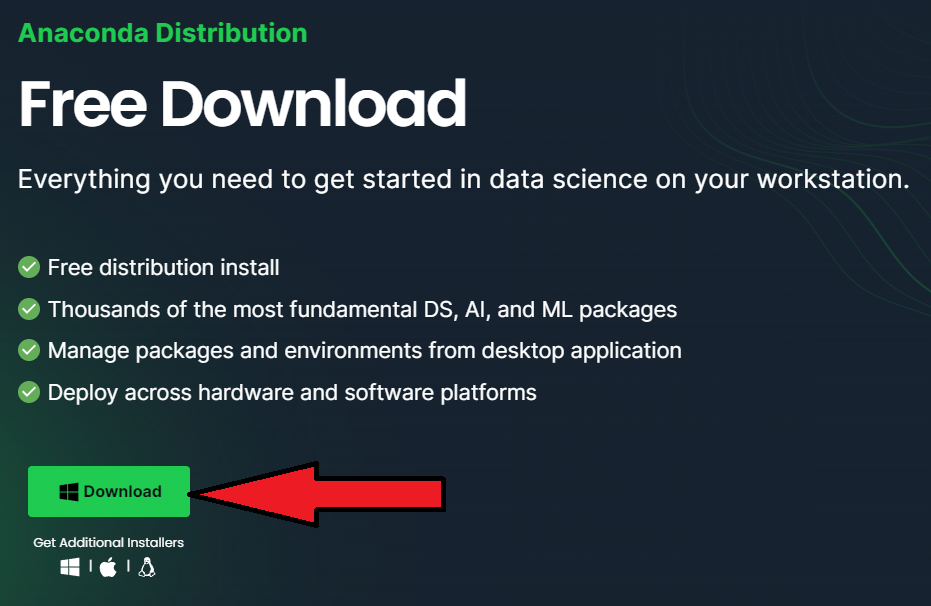 Anaconda Distribution
Free Download
Everything you need to get started in data science on your workstation.
Free distribution install
Thousands of the most fundamental DS, AI, and ML packages
Manage packages and environments from desktop application
Deploy across hardware and software platforms
Download
Get Additional Installers